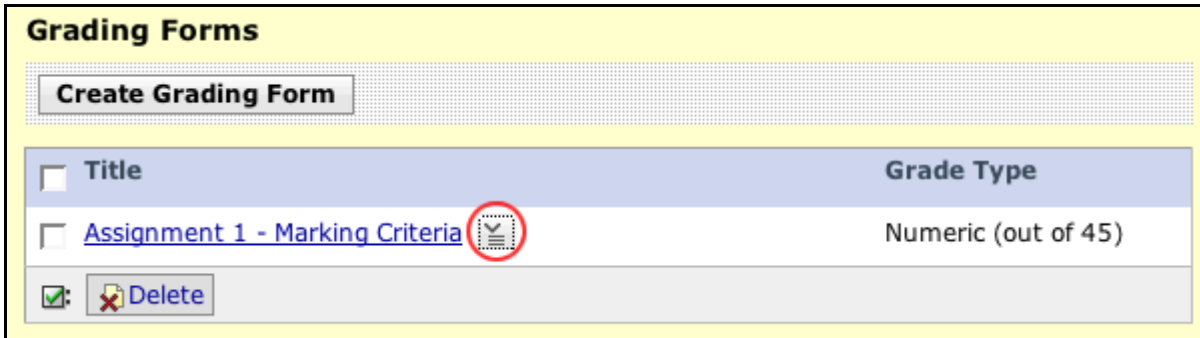 Grading Forms
Create Grading Form
Title Grade Type
Assignment 1 - Marking Criteria Numeric (out of 45)
: Delete